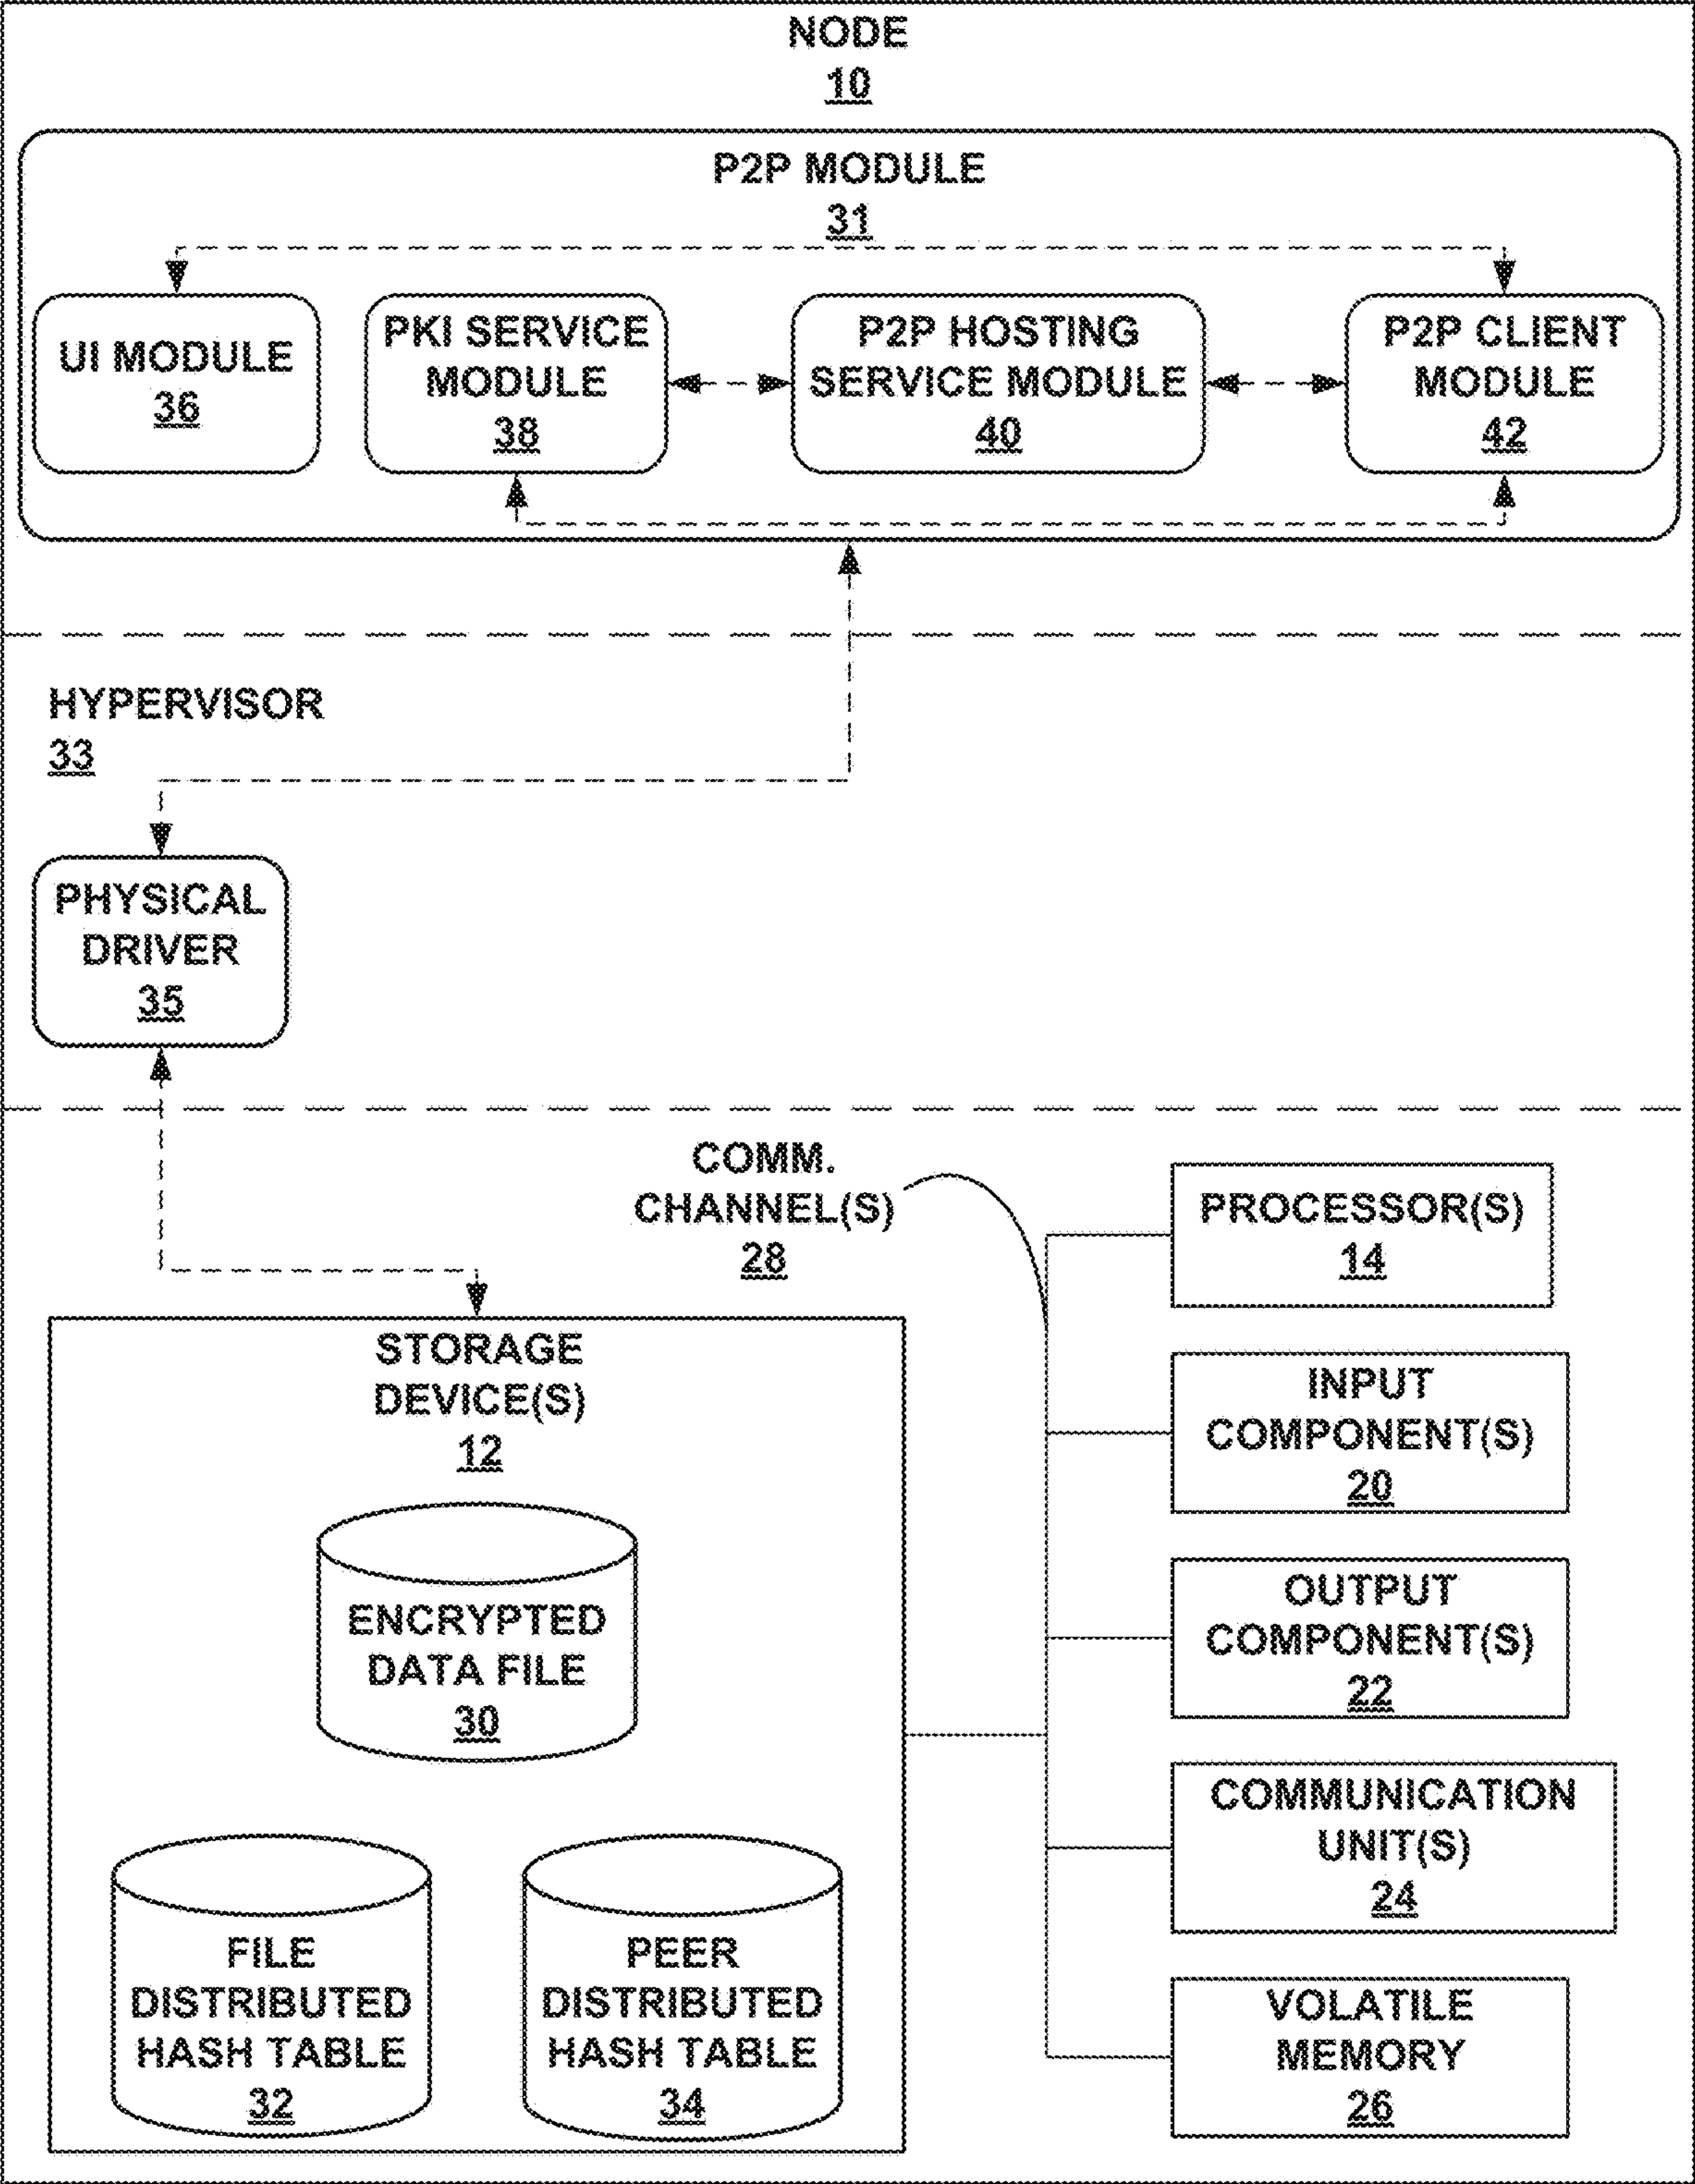 NODE
10
P2P MODULE
31
UI MODULE
36
PKI SERVICE
MODULE
38
P2P HOSTING
SERVICE MODULE
40
P2P CLIENT
MODULE
42
HYPERVISOR
33
PHYSICAL
DRIVER
35
COMM.
CHANNEL(S)
28
PROCESSOR(S)
14
INPUT
COMPONENT(S)
20
OUTPUT
COMPONENT(S)
22
COMMUNICATION
UNIT(S)
24
VOLATILE
MEMORY
26
STORAGE
DEVICE(S)
12
ENCRYPTED
DATA FILE
30
FILE
DISTRIBUTED
HASH TABLE
32
PEER
DISTRIBUTED
HASH TABLE
34